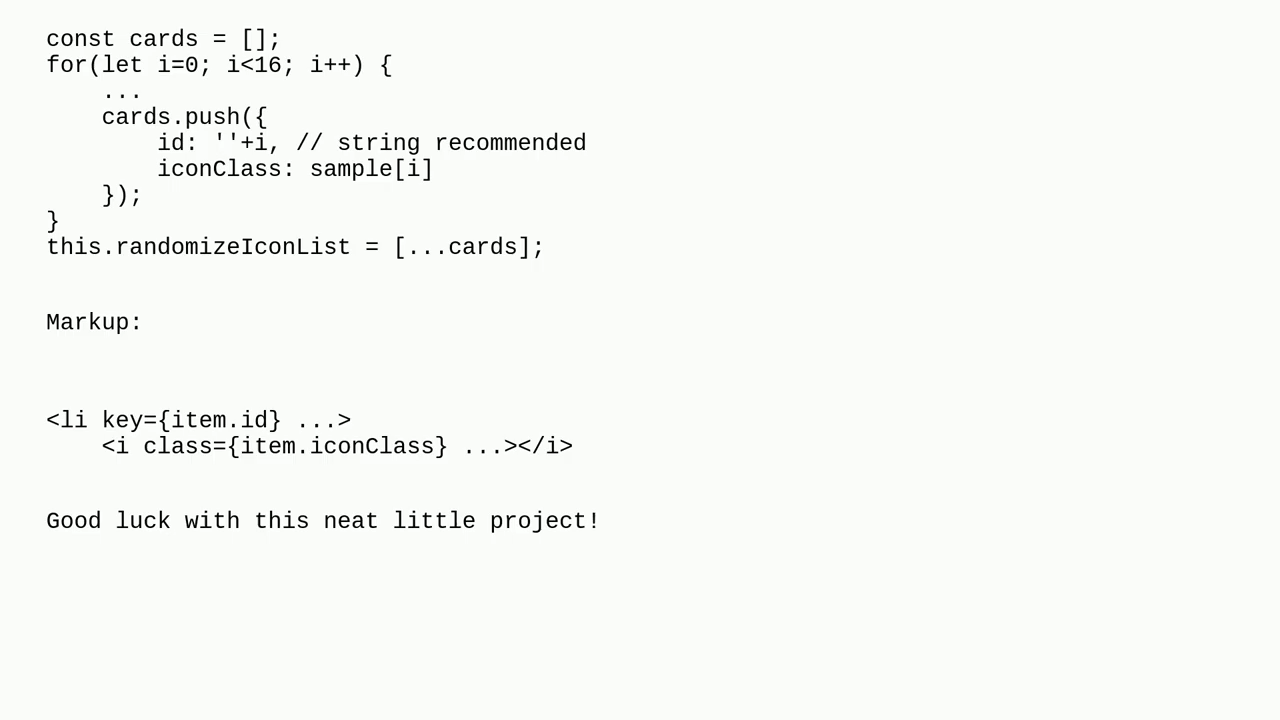 const cards = [];
for(let i=0; i<16; i++) {
    ...
    cards.push({
        id: ''+i, // string recommended
        iconClass: sample[i]
    });
}
this.randomizeIconList = [...cards];
Markup:
<li key={item.id} ...>
    <i class={item.iconClass} ...></i>
Good luck with this neat little project!